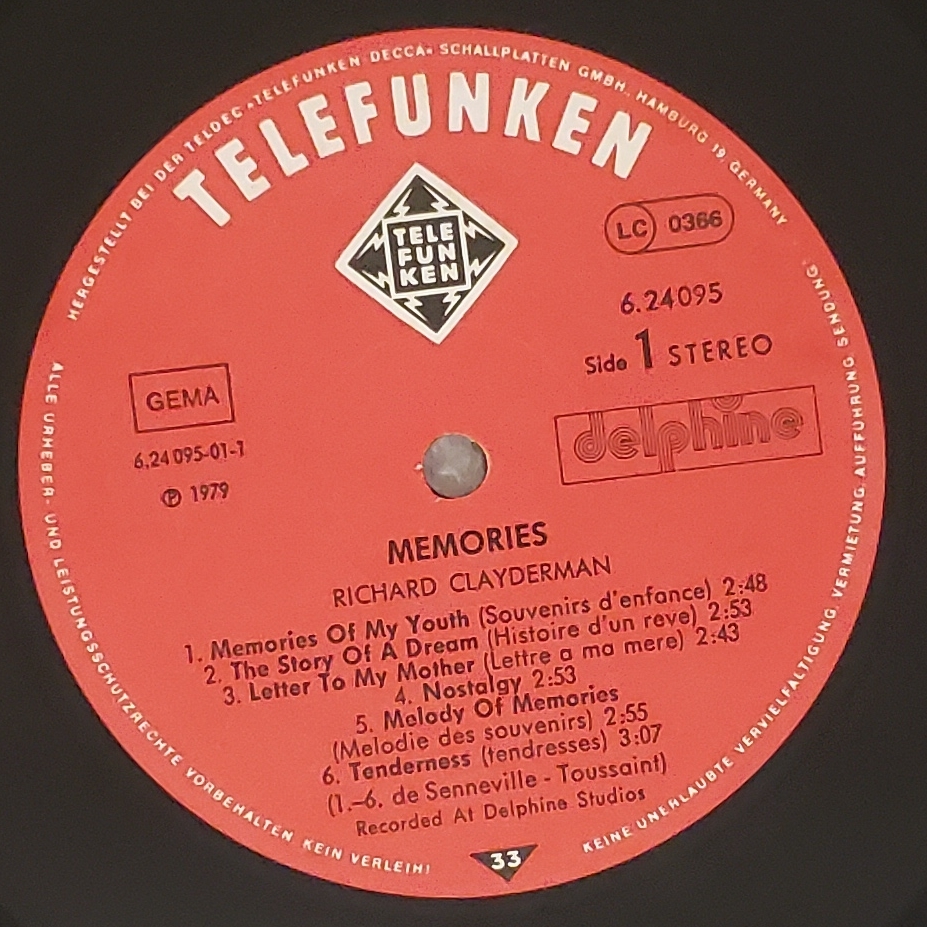 HERGESTELLT BEI DER TELDEC »TELEFUNKEN DECCA« SCHALLPLATTEN GMBH, HAMBURG 19, GERMANY
TELEFUNKEN
TELE
FUN
KEN
LC 0366
6.24095
Side 1 STEREO
delphine
GEMA
6.24 095-01-1
℗ 1979
MEMORIES
RICHARD CLAYDERMAN
1. Memories Of My Youth (Souvenirs d'enfance) 2:48
2. The Story Of A Dream (Histoire d'un reve) 2:53
3. Letter To My Mother (Lettre a ma mere) 2:43
4. Nostalgy 2:53
5. Melody Of Memories
(Melodie des souvenirs) 2:55
6. Tenderness (tendresses) 3:07
(1.–6. de Senneville - Toussaint)
Recorded At Delphine Studios
33
ALLE URHEBER- UND LEISTUNGSSCHUTZRECHTE VORBEHALTEN KEIN VERLEIH!
KEINE UNERLAUBTE VERVIELFÄLTIGUNG, VERMIETUNG, AUFFÜHRUNG SENDUNG!